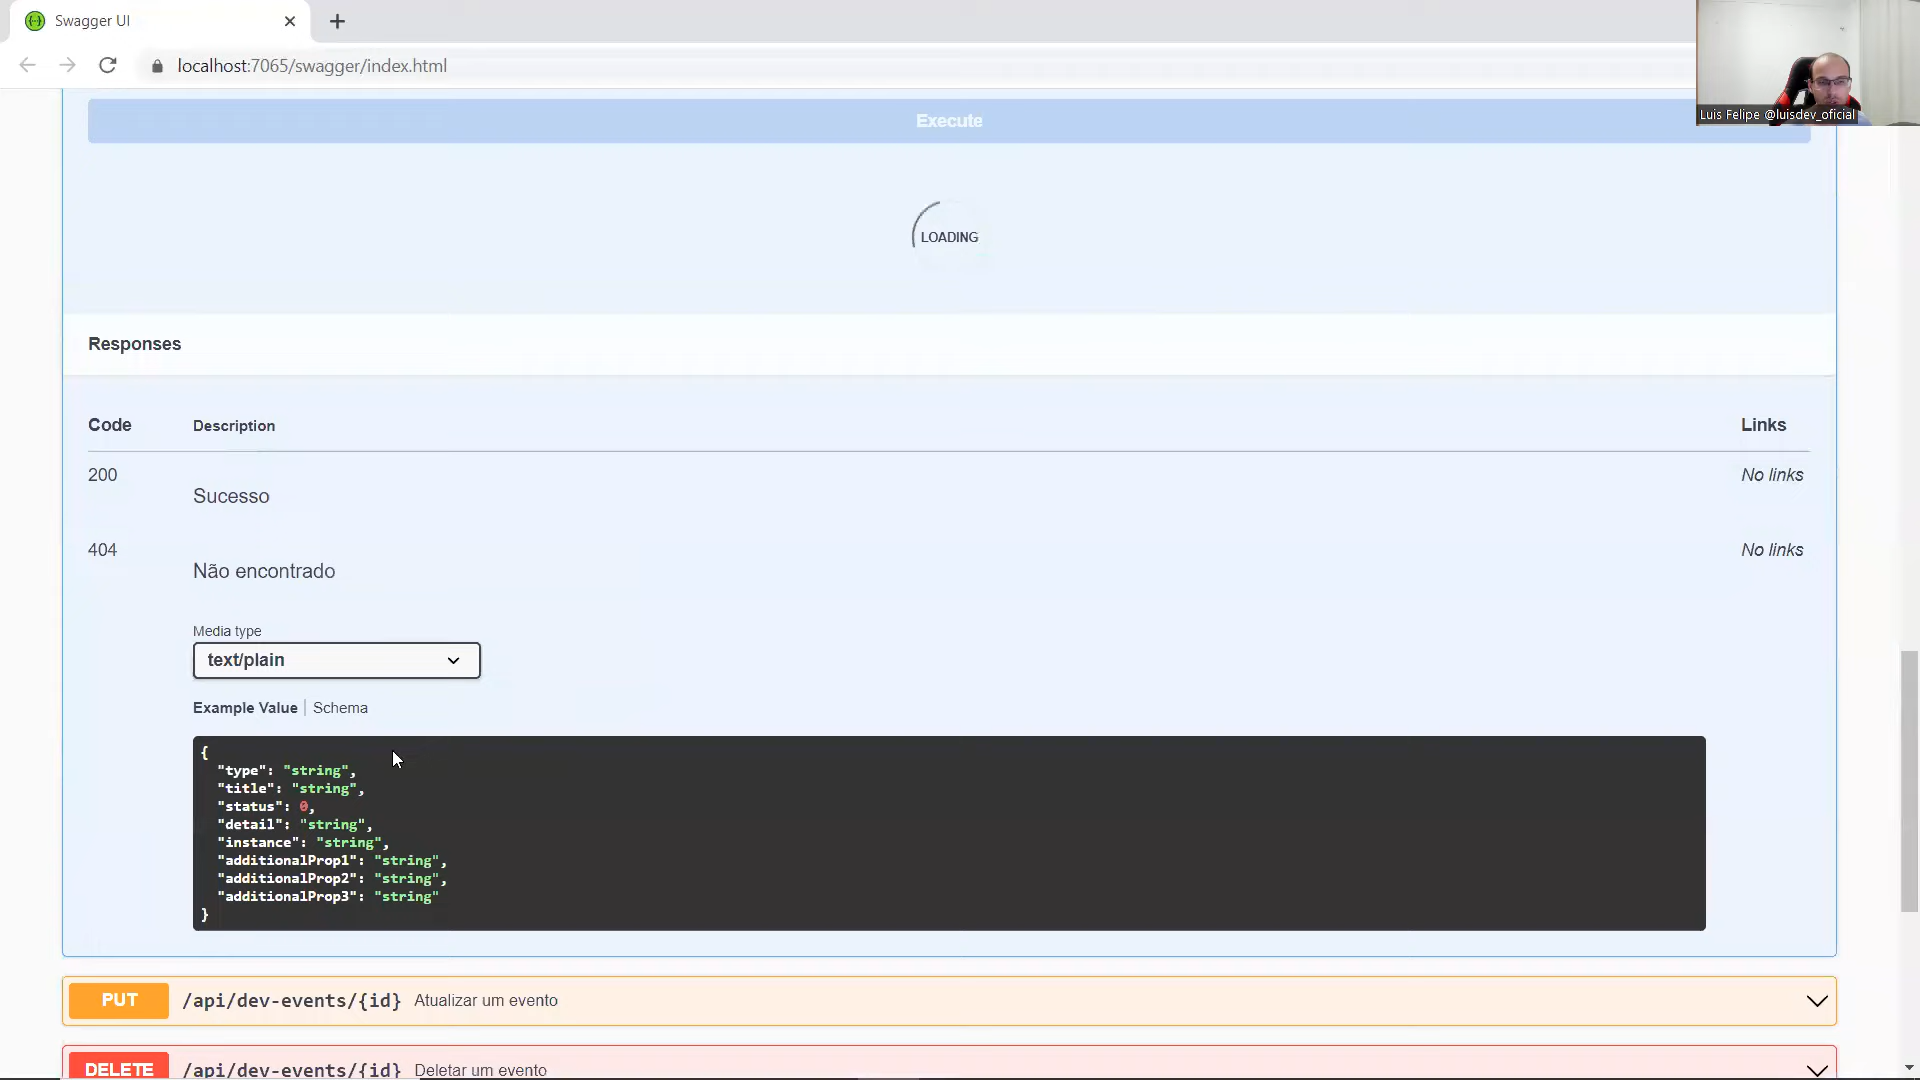 Swagger UI
localhost:7065/swagger/index.html
Luis Felipe @luisdev_oficial
Execute
LOADING
Responses
Code Description Links
200 No links
Sucesso
404 No links
Não encontrado
Media type
text/plain
Example Value | Schema
{
"type": "string",
"title": "string",
"status": 0,
"detail": "string",
"instance": "string",
"additionalProp1": "string",
"additionalProp2": "string",
"additionalProp3": "string"
}
PUT /api/dev-events/{id} Atualizar um evento
DELETE /api/dev-events/{id} Deletar um evento